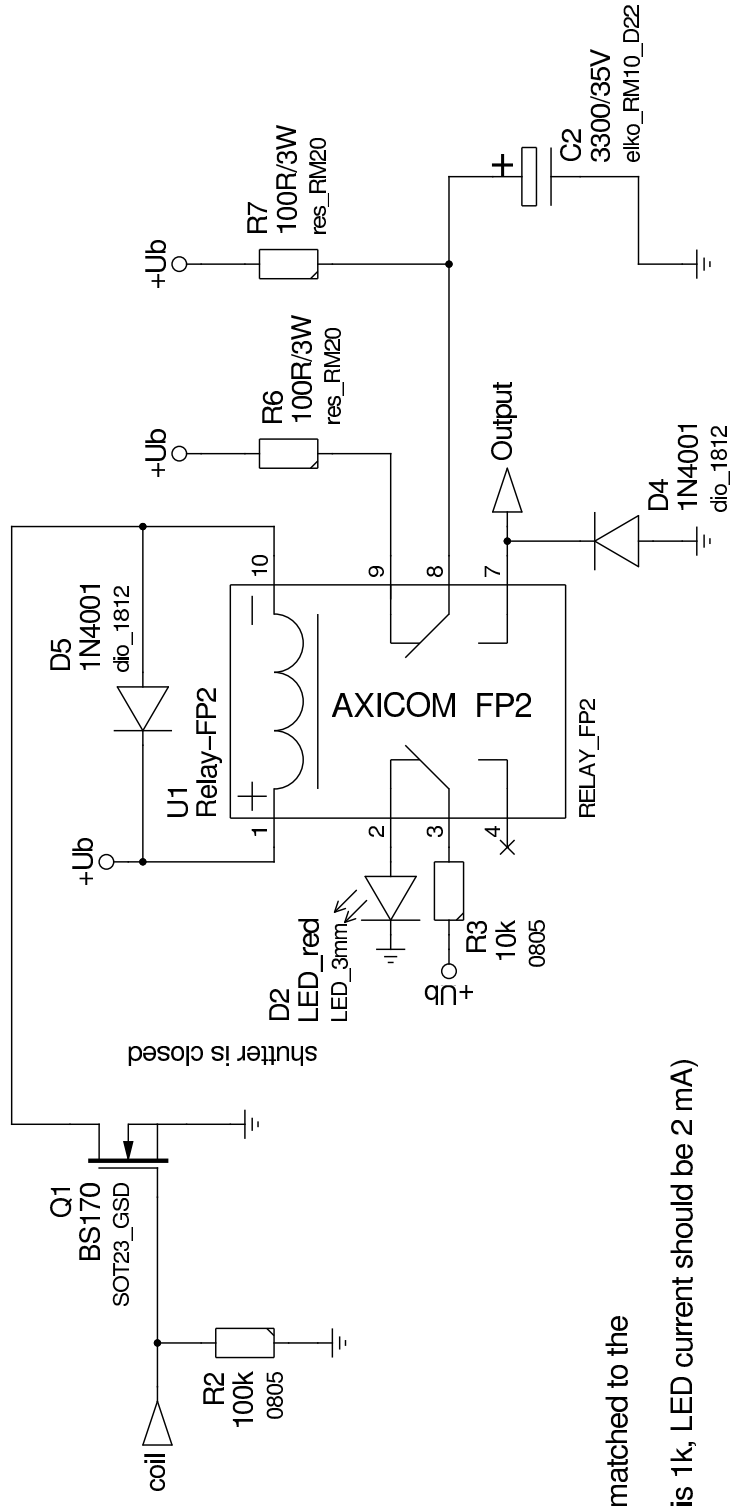 coil
R2
100k
0805
Q1
BS170
SOT23_GSD
shutter is closed
+Ub
D5
1N4001
dio_1812
U1
Relay-FP2
1
10
+
−
AXICOM FP2
RELAY_FP2
2
3
4
9
8
7
D2
LED_red
LED_3mm
R3
10k
0805
+Ub
+Ub
R6
100R/3W
res_RM20
+Ub
R7
100R/3W
res_RM20
+
C2
3300/35V
elko_RM10_D22
Output
D4
1N4001
dio_1812
matched to the
is 1k, LED current should be 2 mA)